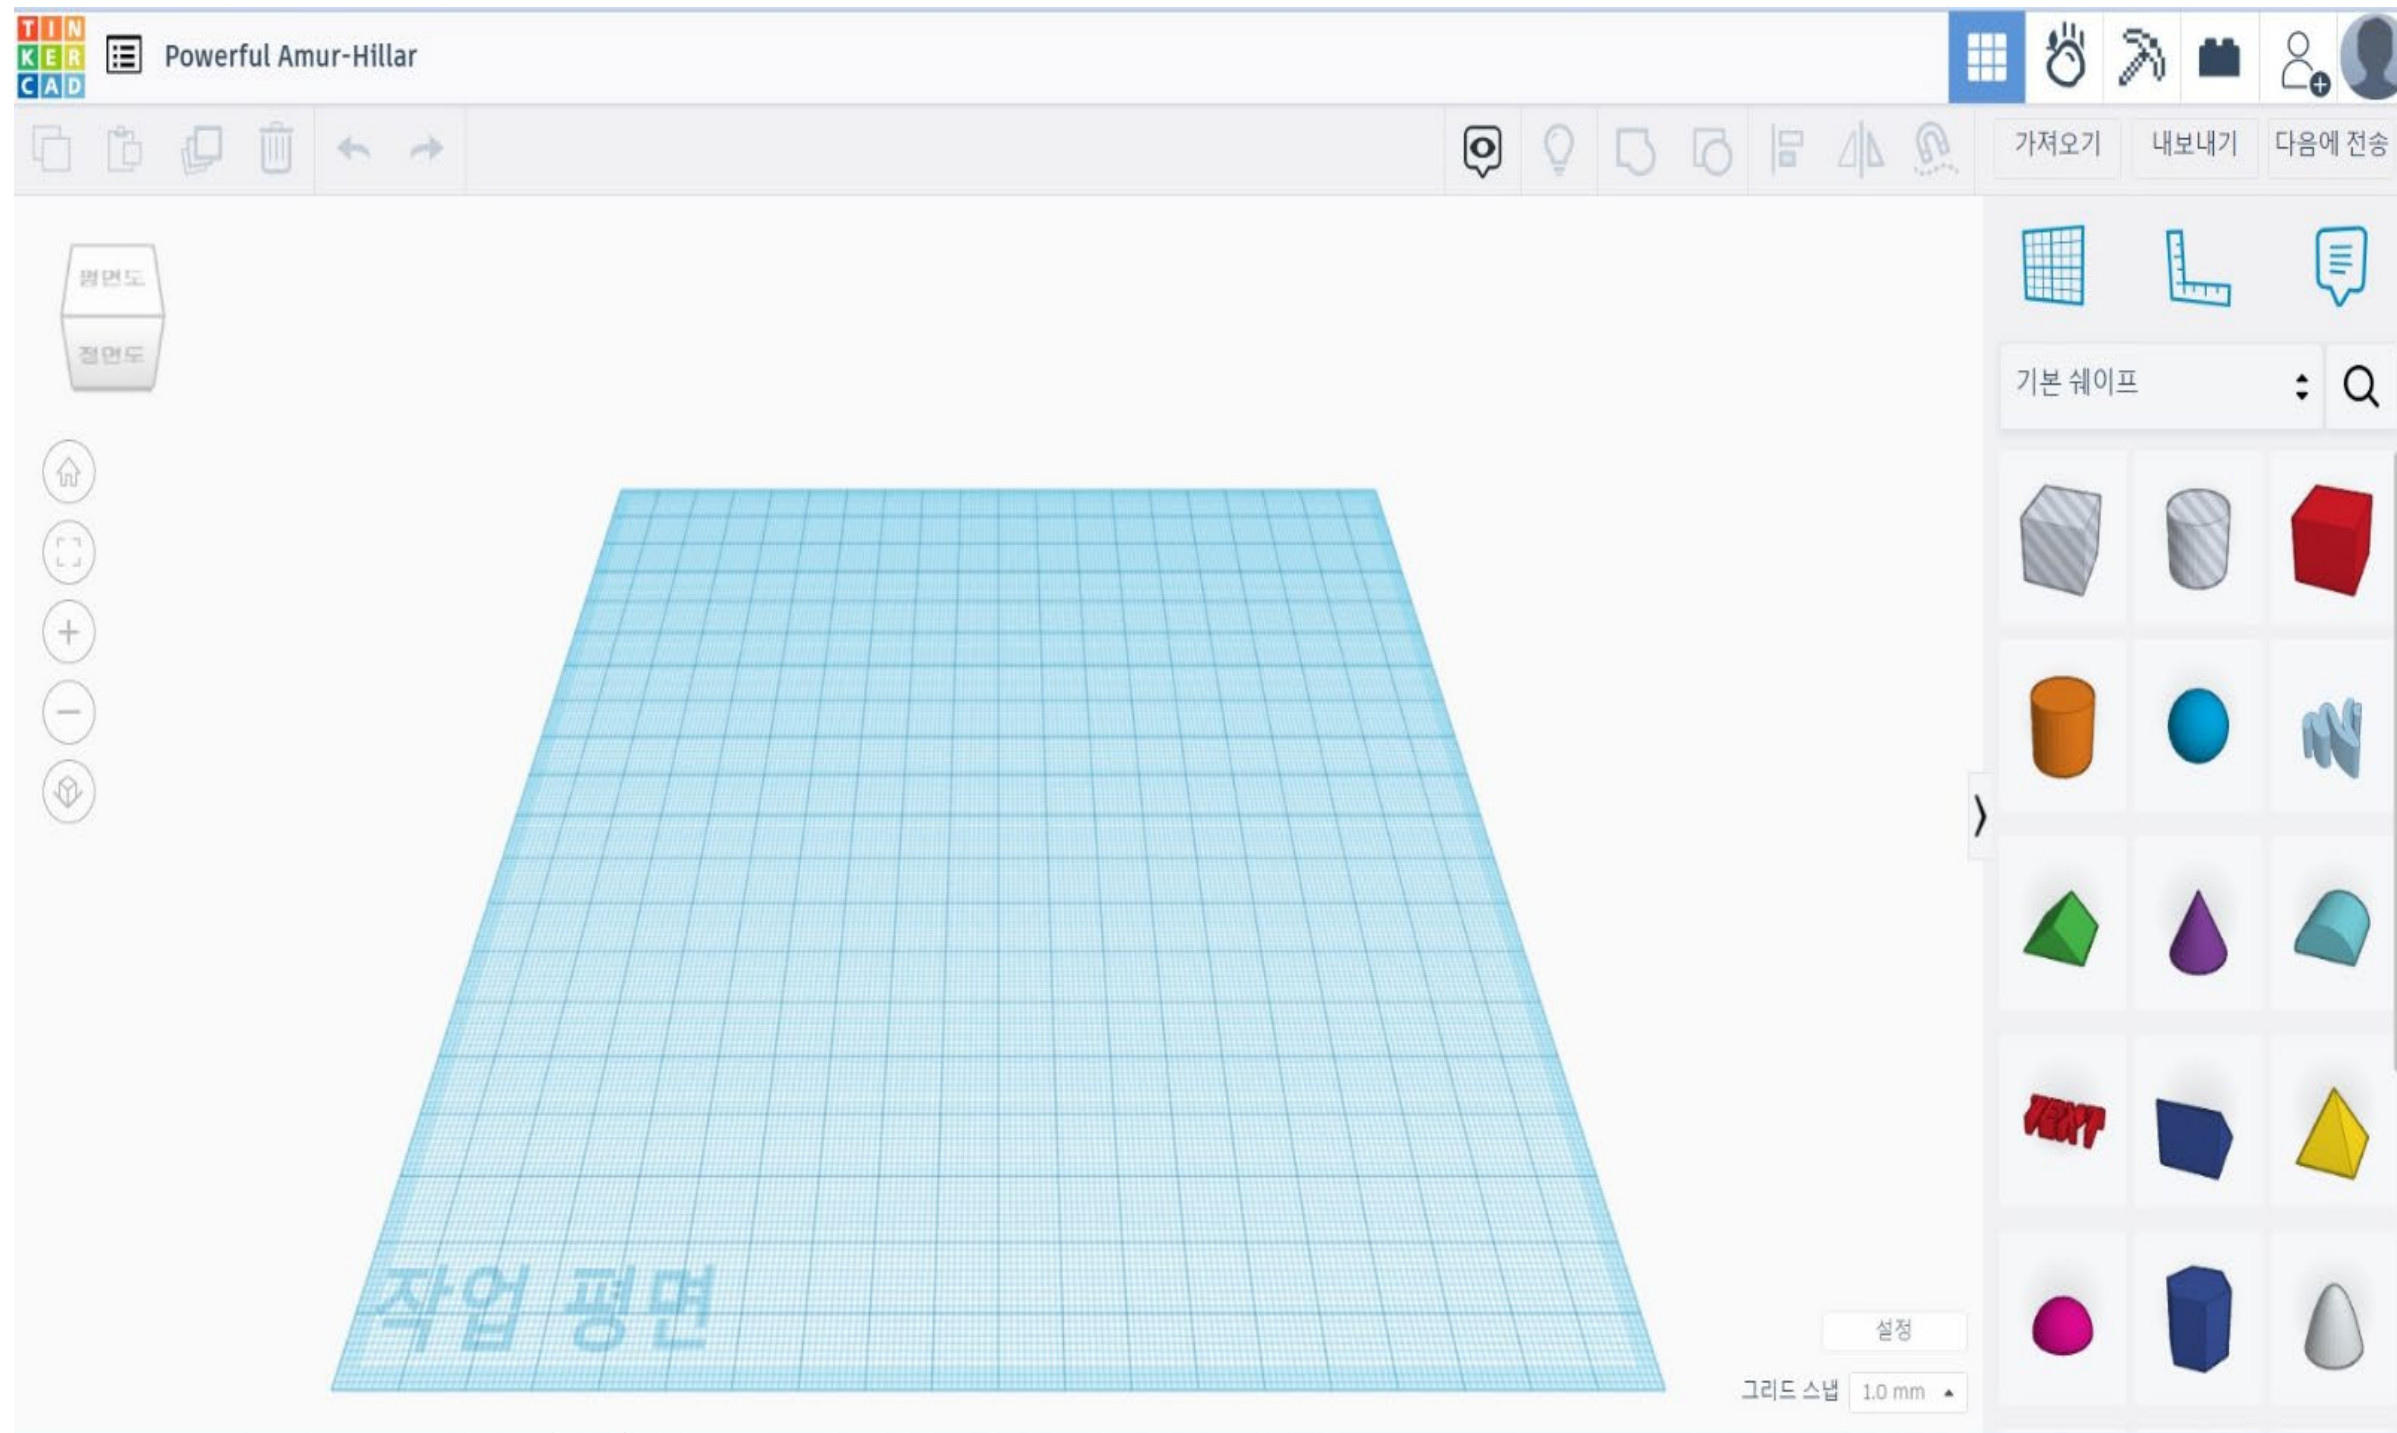 TIN
KER
CAD
Powerful Amur-Hillar
가져오기
내보내기
다음에 전송
평면도
정면도
기본 쉐이프
TEXT
작업 평면
설정
그리드 스냅 1.0 mm